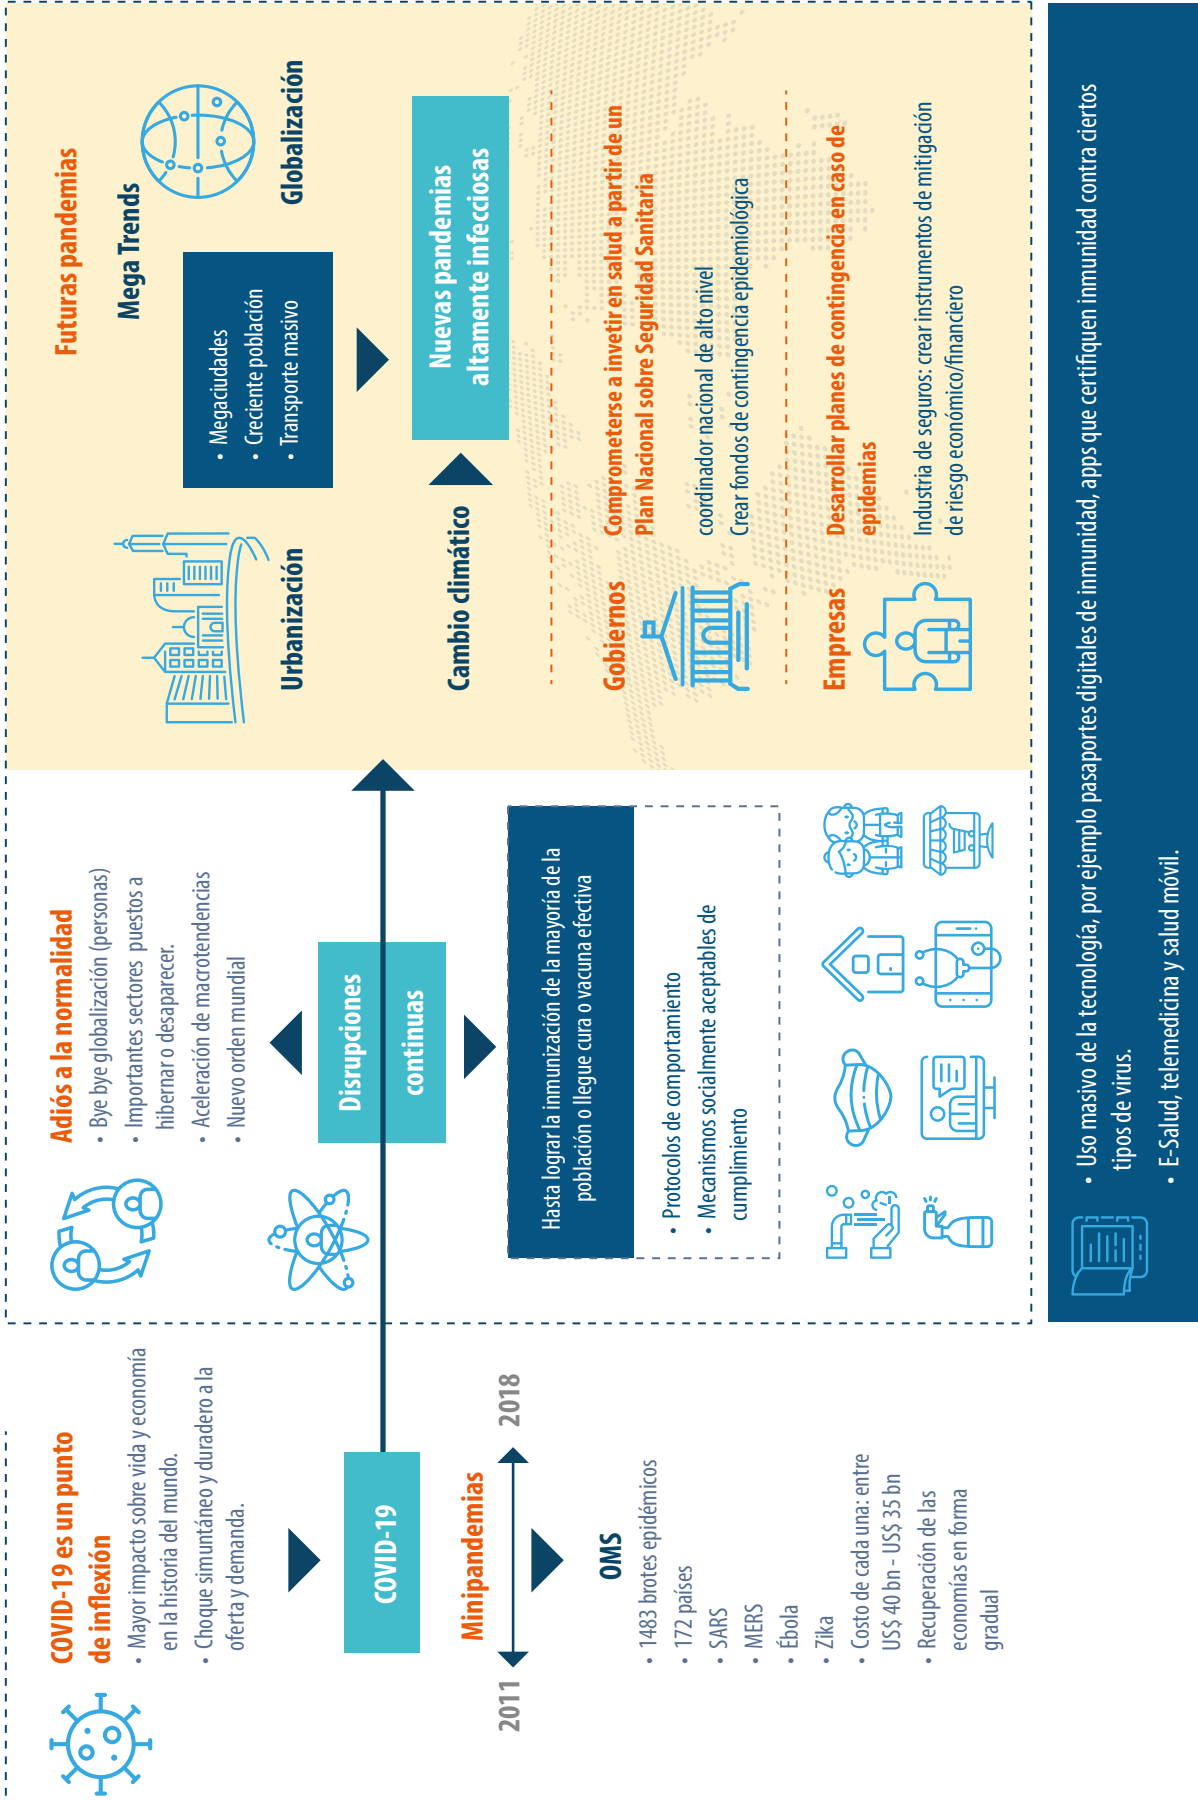 COVID-19 es un punto
de inflexión
• Mayor impacto sobre vida y economía
en la historia del mundo.
• Choque simuntáneo y duradero a la
oferta y demanda.
COVID-19
Minipandemias
2011
2018
OMS
• 1483 brotes epidémicos
• 172 países
• SARS
• MERS
• Ébola
• Zika
• Costo de cada una: entre
US$ 40 bn - US$ 35 bn
• Recuperación de las
economías en forma
gradual
Adiós a la normalidad
• Bye bye globalización (personas)
• Importantes sectores puestos a
hibernar o desaparecer.
• Aceleración de macrotendencias
• Nuevo orden mundial
Disrupciones
continuas
Hasta lograr la inmunización de la mayoría de la
población o llegue cura o vacuna efectiva
• Protocolos de comportamiento
• Mecanismos socialmente aceptables de
cumplimiento
Futuras pandemias
Mega Trends
Urbanización
• Megaciudades
• Creciente población
• Transporte masivo
Globalización
Cambio climático
Nuevas pandemias
altamente infecciosas
Gobiernos
Comprometerse a invetir en salud a partir de un
Plan Nacional sobre Seguridad Sanitaria
coordinador nacional de alto nivel
Crear fondos de contingencia epidemiológica
Empresas
Desarrollar planes de contingencia en caso de
epidemias
Industria de seguros: crear instrumentos de mitigación
de riesgo económico/financiero
• Uso masivo de la tecnología, por ejemplo pasaportes digitales de inmunidad, apps que certifiquen inmunidad contra ciertos
tipos de virus.
• E-Salud, telemedicina y salud móvil.